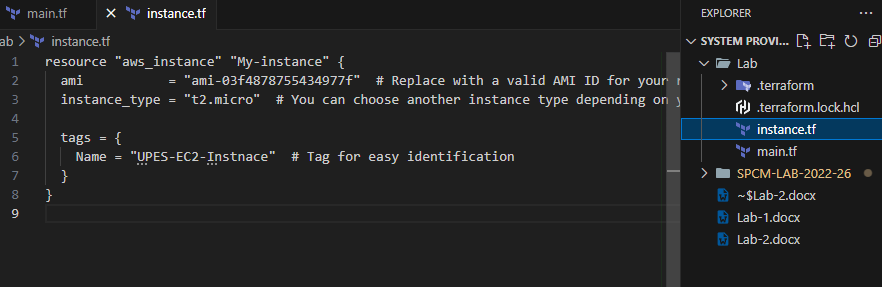 main.tf
instance.tf
EXPLORER
ab > instance.tf
SYSTEM PROVI...
1 resource "aws_instance" "My-instance" {
2 ami = "ami-03f4878755434977f" # Replace with a valid AMI ID for your
3 instance_type = "t2.micro" # You can choose another instance type depending on
4
5 tags = {
6 Name = "UPES-EC2-Instnace" # Tag for easy identification
7 }
8 }
9
Lab
.terraform
.terraform.lock.hcl
instance.tf
main.tf
SPCM-LAB-2022-26
~$Lab-2.docx
Lab-1.docx
Lab-2.docx